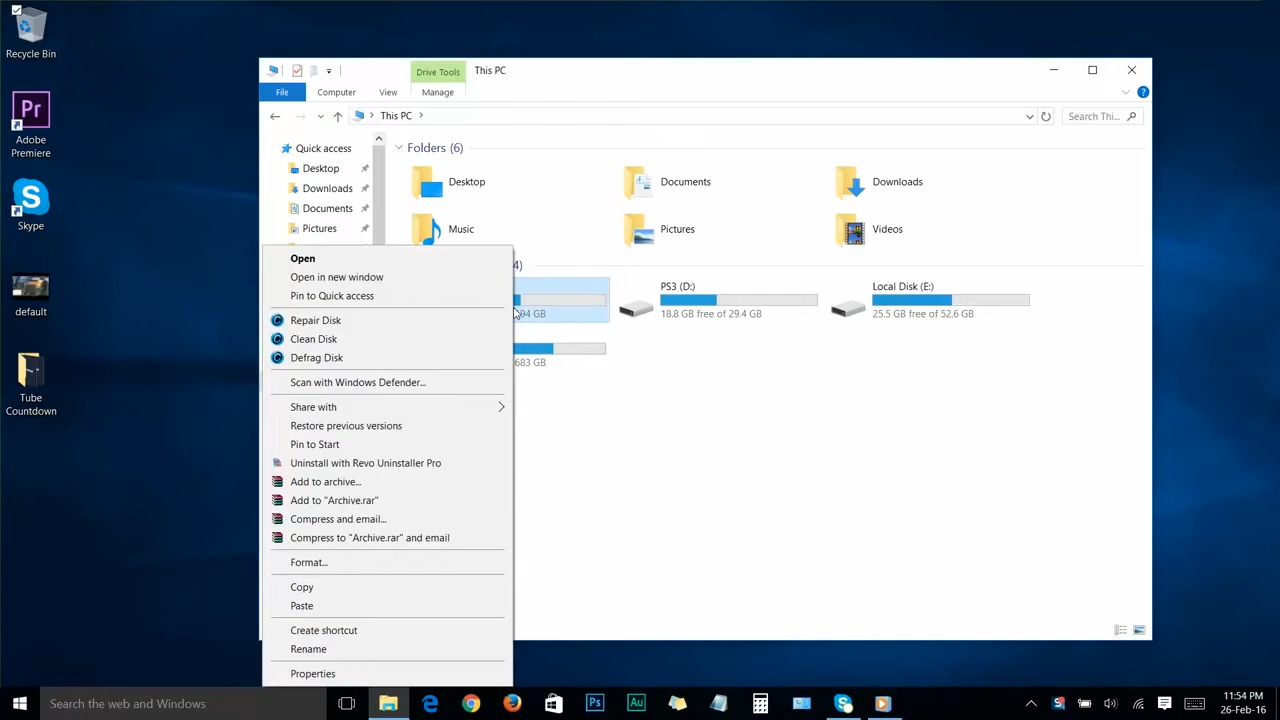 Recycle Bin
Adobe
Premiere
Skype
default
Tube
Countdown
Drive Tools
This PC
File
Computer
View
Manage
This PC
Search Thi...
Quick access
Desktop
Downloads
Documents
Pictures
Folders (6)
Desktop
Documents
Downloads
Music
Pictures
Videos
4)
94 GB
PS3 (D:)
18.8 GB free of 29.4 GB
Local Disk (E:)
25.5 GB free of 52.6 GB
683 GB
Open
Open in new window
Pin to Quick access
Repair Disk
Clean Disk
Defrag Disk
Scan with Windows Defender...
Share with
Restore previous versions
Pin to Start
Uninstall with Revo Uninstaller Pro
Add to archive...
Add to "Archive.rar"
Compress and email...
Compress to "Archive.rar" and email
Format...
Copy
Paste
Create shortcut
Rename
Properties
Search the web and Windows
11:54 PM
26-Feb-16